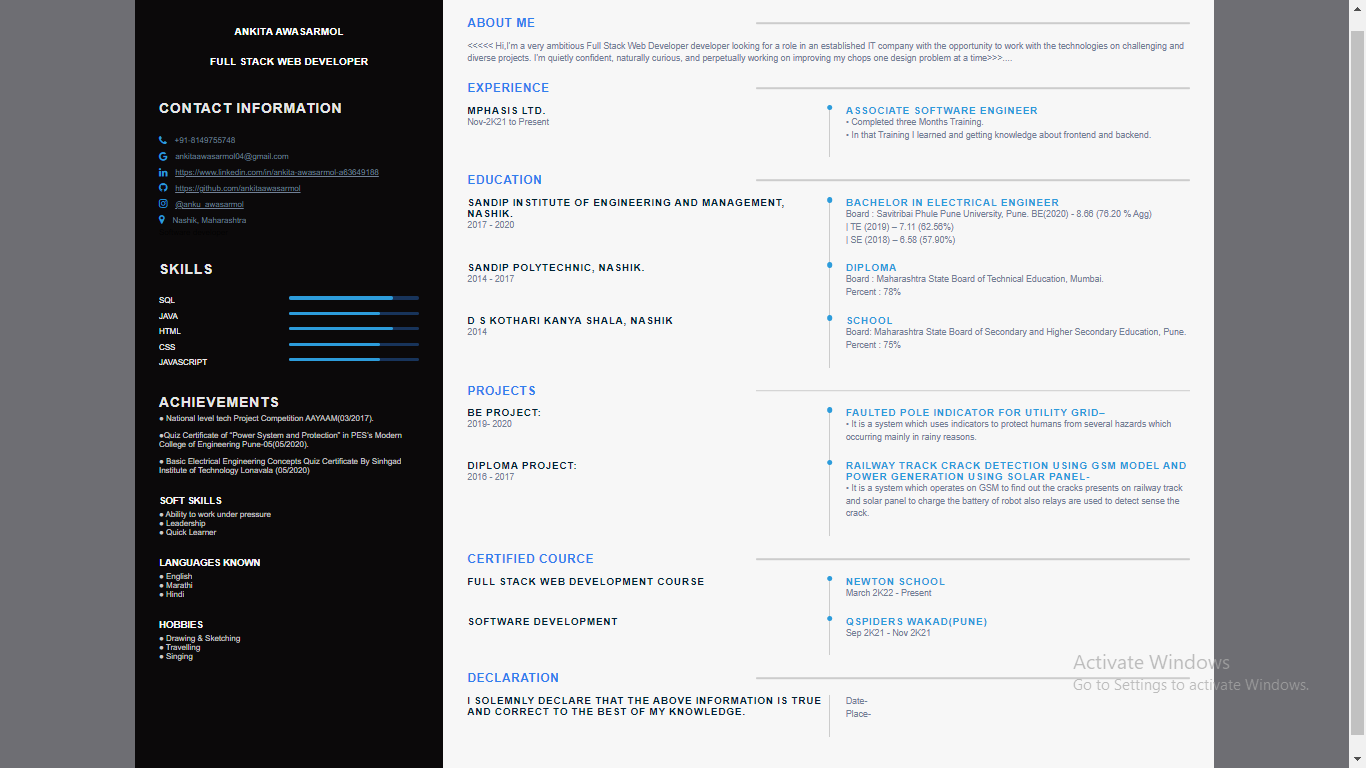 ANKITA AWASARMOL
FULL STACK WEB DEVELOPER
CONTACT INFORMATION
+91-8149755748
ankitaawasarmol04@gmail.com
https://www.linkedin.com/in/ankita-awasarmol-a63649188
https://github.com/ankitaawasarmol
@anku_awasarmol
Nashik, Maharashtra
SKILLS
SQL
JAVA
HTML
CSS
JAVASCRIPT
ACHIEVEMENTS
● National level tech Project Competition AAYAAM(03/2017).
●Quiz Certificate of “Power System and Protection” in PES's Modern
College of Engineering Pune-05(05/2020).
● Basic Electrical Engineering Concepts Quiz Certificate By Sinhgad
Institute of Technology Lonavala (05/2020)
SOFT SKILLS
● Ability to work under pressure
● Leadership
● Quick Learner
LANGUAGES KNOWN
● English
● Marathi
● Hindi
HOBBIES
● Drawing & Sketching
● Travelling
● Singing
ABOUT ME
<<<<< Hi,I'm a very ambitious Full Stack Web Developer developer looking for a role in an established IT company with the opportunity to work with the technologies on challenging and
diverse projects. I'm quietly confident, naturally curious, and perpetually working on improving my chops one design problem at a time>>>....
EXPERIENCE
MPHASIS LTD.
Nov-2K21 to Present
ASSOCIATE SOFTWARE ENGINEER
• Completed three Months Training.
• In that Training I learned and getting knowledge about frontend and backend.
EDUCATION
SANDIP INSTITUTE OF ENGINEERING AND MANAGEMENT,
NASHIK.
2017 - 2020
BACHELOR IN ELECTRICAL ENGINEER
Board : Savitribai Phule Pune University, Pune. BE(2020) - 8.66 (76.20 % Agg)
| TE (2019) – 7.11 (62.56%)
| SE (2018) – 6.58 (57.90%)
SANDIP POLYTECHNIC, NASHIK.
2014 - 2017
DIPLOMA
Board : Maharashtra State Board of Technical Education, Mumbai.
Percent : 78%
D S KOTHARI KANYA SHALA, NASHIK
2014
SCHOOL
Board: Maharashtra State Board of Secondary and Higher Secondary Education, Pune.
Percent : 75%
PROJECTS
BE PROJECT:
2019- 2020
FAULTED POLE INDICATOR FOR UTILITY GRID–
• It is a system which uses indicators to protect humans from several hazards which
occurring mainly in rainy reasons.
DIPLOMA PROJECT:
2016 - 2017
RAILWAY TRACK CRACK DETECTION USING GSM MODEL AND
POWER GENERATION USING SOLAR PANEL-
• It is a system which operates on GSM to find out the cracks presents on railway track
and solar panel to charge the battery of robot also relays are used to detect sense the
crack.
CERTIFIED COURCE
FULL STACK WEB DEVELOPMENT COURSE
NEWTON SCHOOL
March 2K22 - Present
SOFTWARE DEVELOPMENT
QSPIDERS WAKAD(PUNE)
Sep 2K21 - Nov 2K21
DECLARATION
I SOLEMNLY DECLARE THAT THE ABOVE INFORMATION IS TRUE
AND CORRECT TO THE BEST OF MY KNOWLEDGE.
Date-
Place-
Activate Windows
Go to Settings to activate Windows.